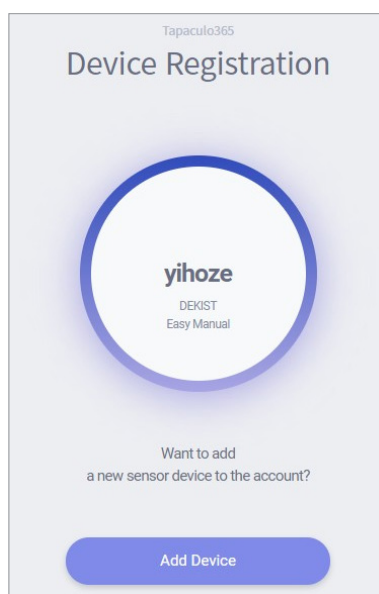 Tapaculo365
Device Registration
yihoze
DEKIST
Easy Manual
Want to add
a new sensor device to the account?
Add Device